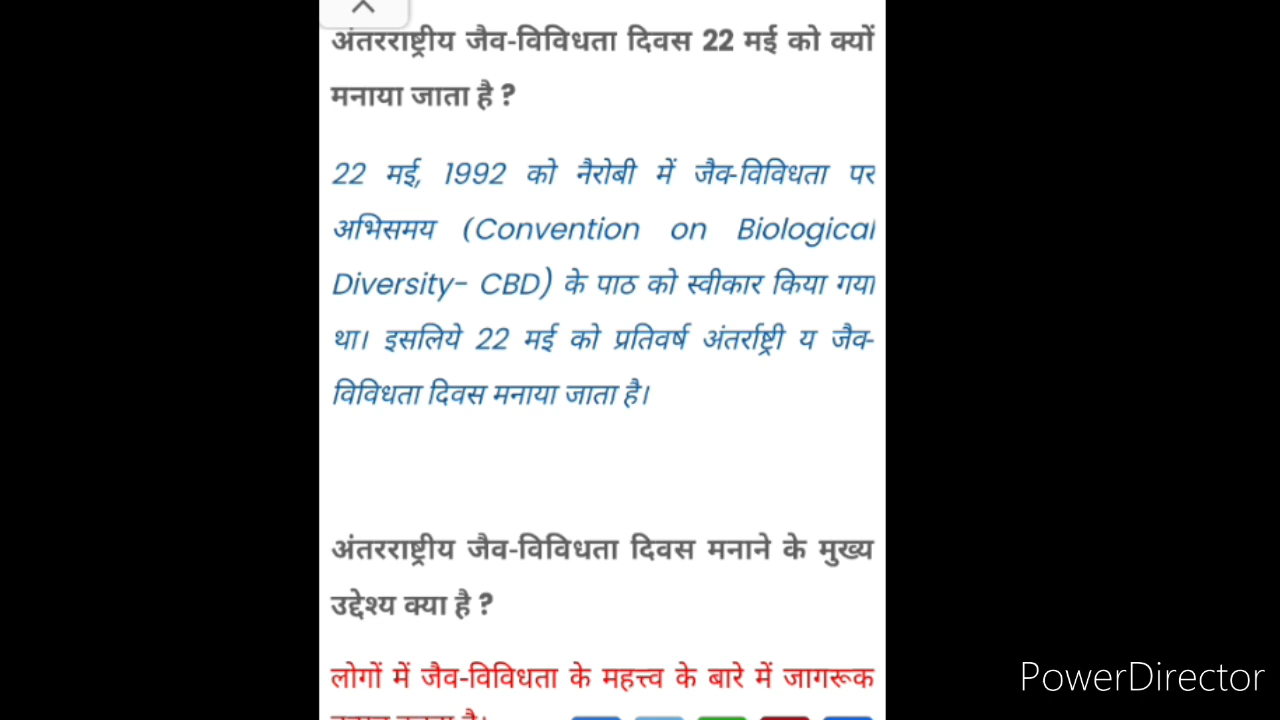 अंतरराष्ट्रीय जैव-विविधता दिवस 22 मई को क्यों
मनाया जाता है ?
22 मई, 1992 को नैरोबी में जैव-विविधता पर
अभिसमय (Convention on Biological
Diversity- CBD) के पाठ को स्वीकार किया गया
था। इसलिये 22 मई को प्रतिवर्ष अंतर्राष्ट्री य जैव-
विविधता दिवस मनाया जाता है।
अंतरराष्ट्रीय जैव-विविधता दिवस मनाने के मुख्य
उद्देश्य क्या है ?
लोगों में जैव-विविधता के महत्त्व के बारे में जागरूक
PowerDirector